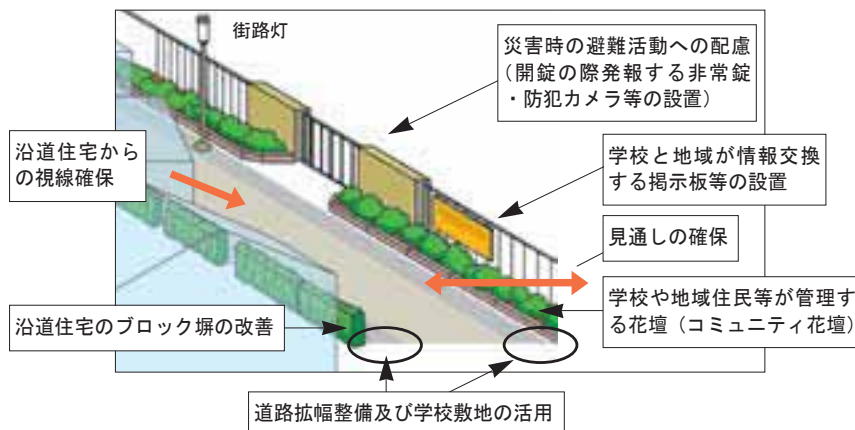 街路灯
災害時の避難活動への配慮
（開錠の際発報する非常錠
・防犯カメラ等の設置）
沿道住宅から
の視線確保
学校と地域が情報交換
する掲示板等の設置
見通しの確保
学校や地域住民等が管理す
る花壇（コミュニティ花壇）
沿道住宅のブロック塀の改善
道路拡幅整備及び学校敷地の活用